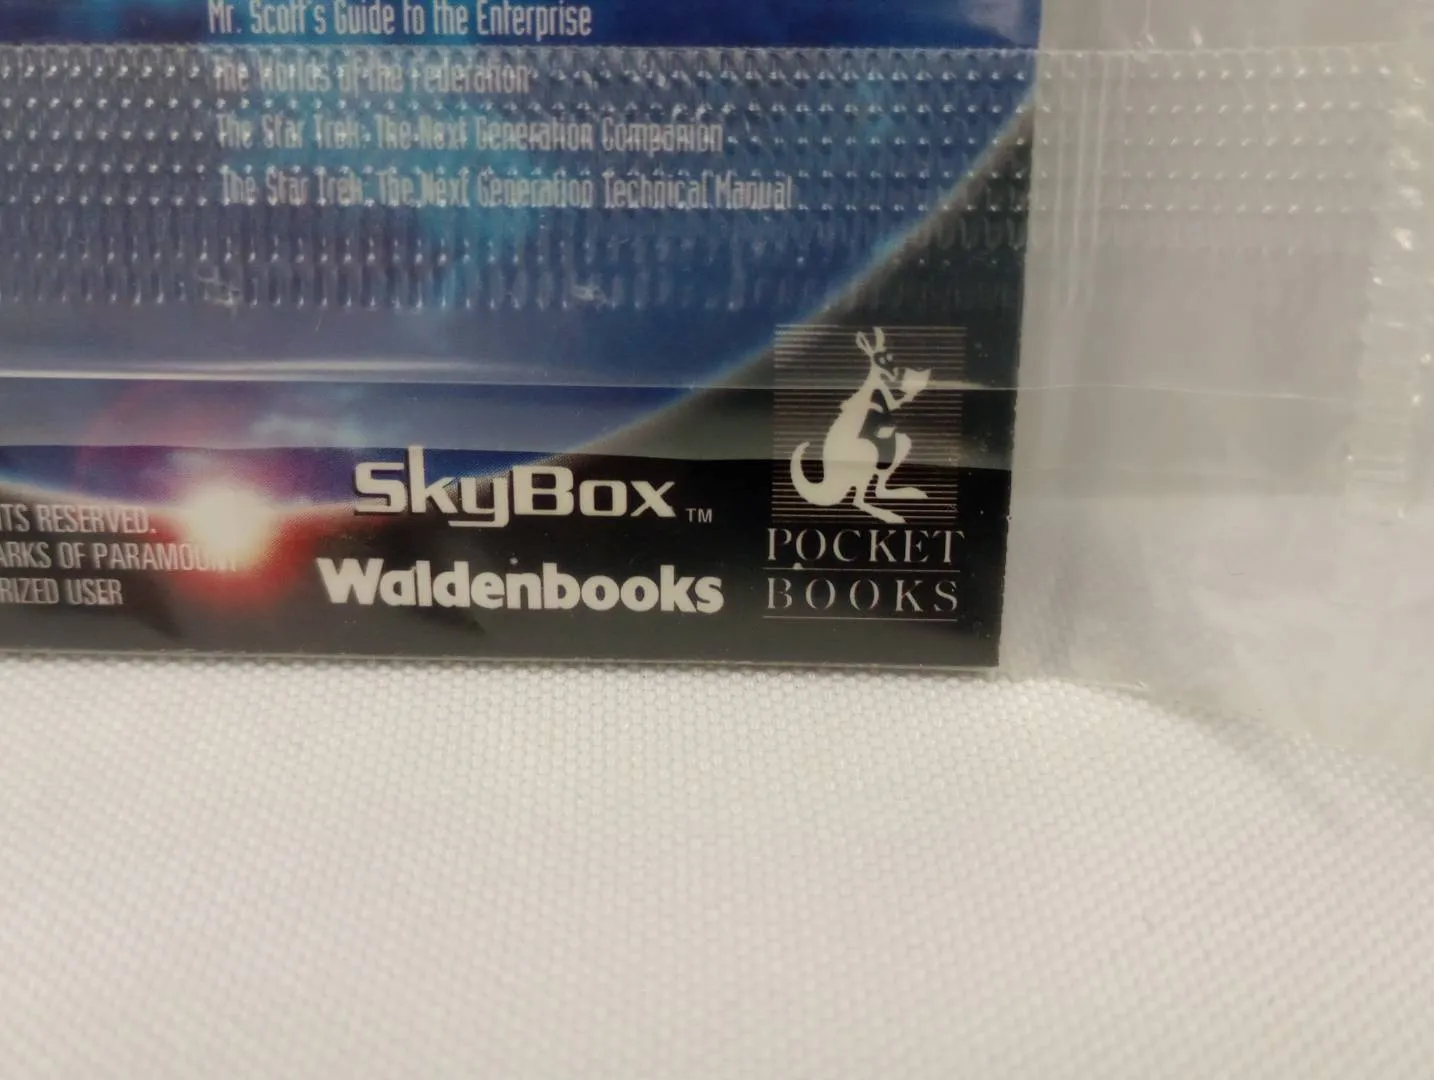 Mr. Scott's Guide to the Enterprise
The Worlds of the Federation
The Star Trek: The Next Generation Companion
The Star Trek: The Next Generation Technical Manual
TS RESERVED.
ARKS OF PARAMOUNT
RIZED USER
SkyBox™
Waldenbooks
POCKET
BOOKS